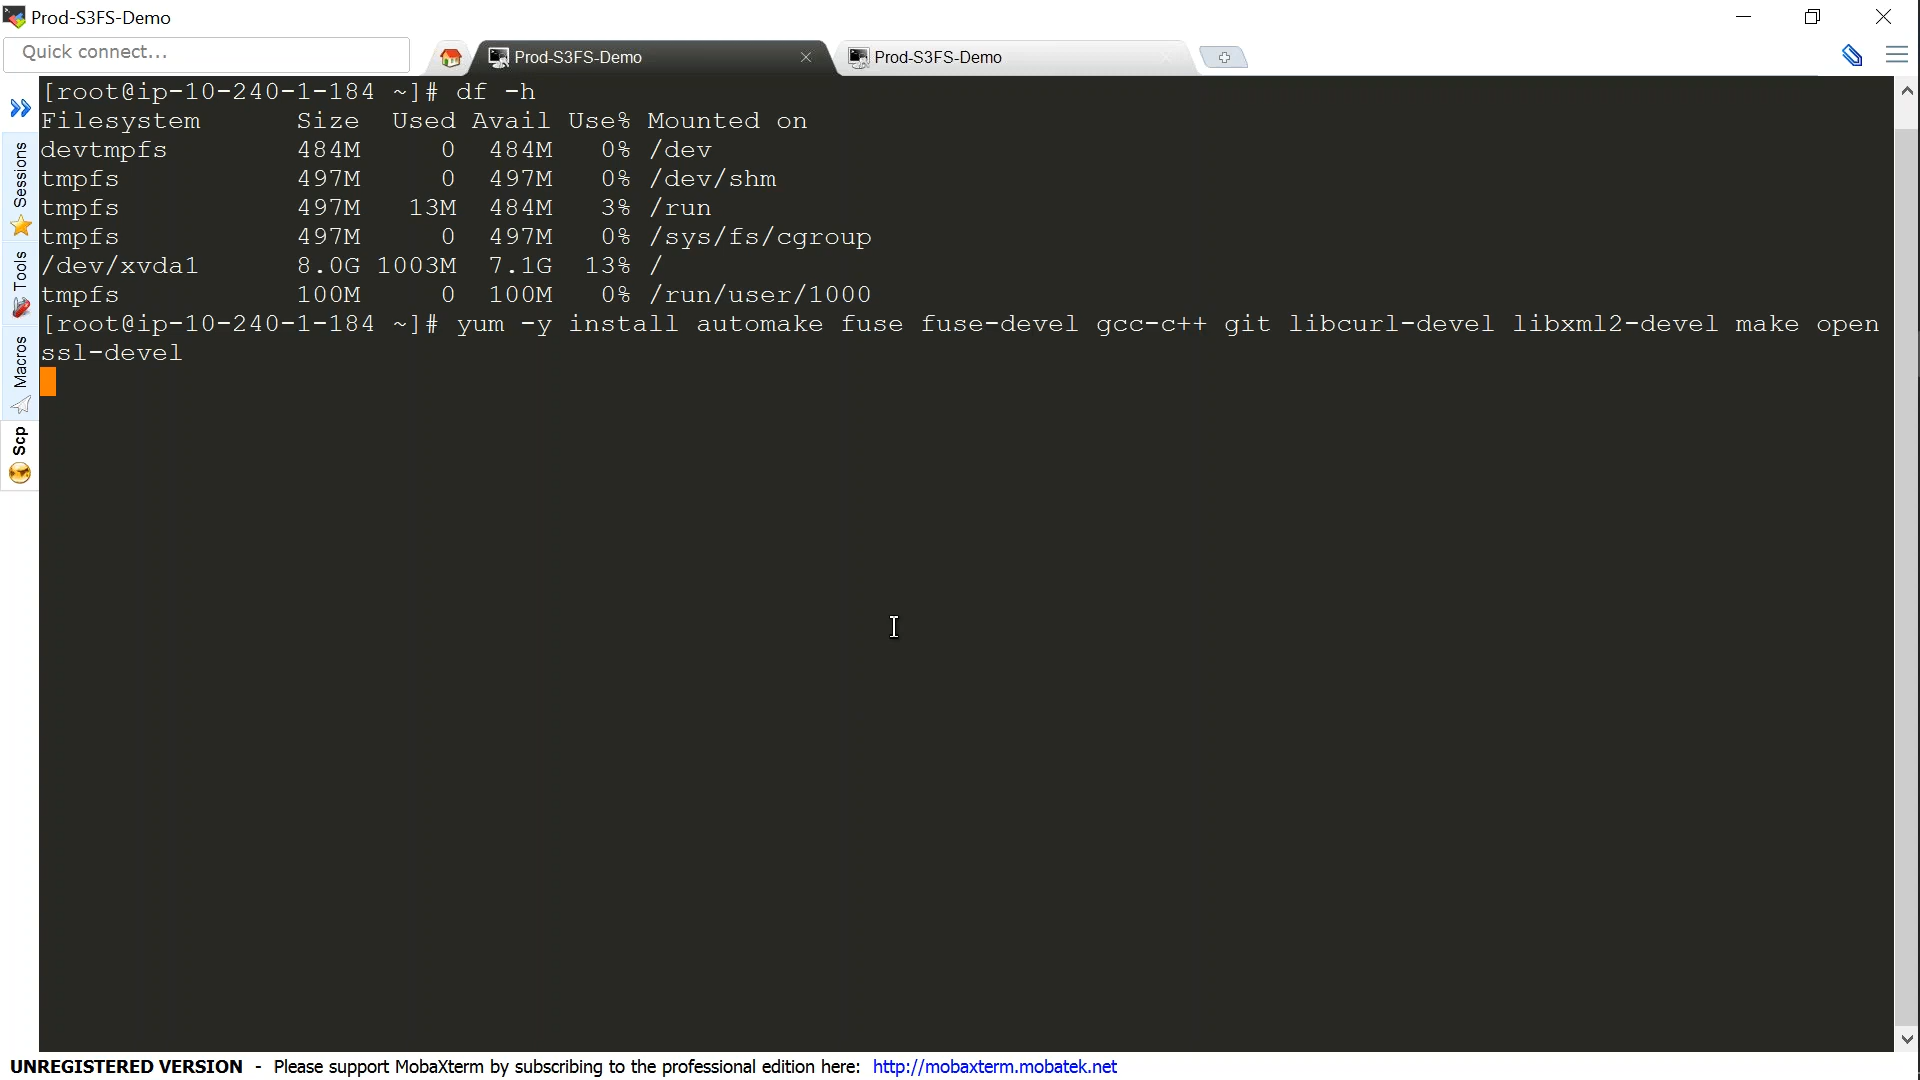 Prod-S3FS-Demo
Quick connect...
Prod-S3FS-Demo
Prod-S3FS-Demo
Sessions
Tools
Macros
Scp
[root@ip-10-240-1-184 ~]# df -h
Filesystem      Size  Used Avail Use% Mounted on
devtmpfs        484M     0  484M   0% /dev
tmpfs           497M     0  497M   0% /dev/shm
tmpfs           497M   13M  484M   3% /run
tmpfs           497M     0  497M   0% /sys/fs/cgroup
/dev/xvda1      8.0G 1003M  7.1G  13% /
tmpfs           100M     0  100M   0% /run/user/1000
[root@ip-10-240-1-184 ~]# yum -y install automake fuse fuse-devel gcc-c++ git libcurl-devel libxml2-devel make open
ssl-devel
UNREGISTERED VERSION - Please support MobaXterm by subscribing to the professional edition here: http://mobaxterm.mobatek.net